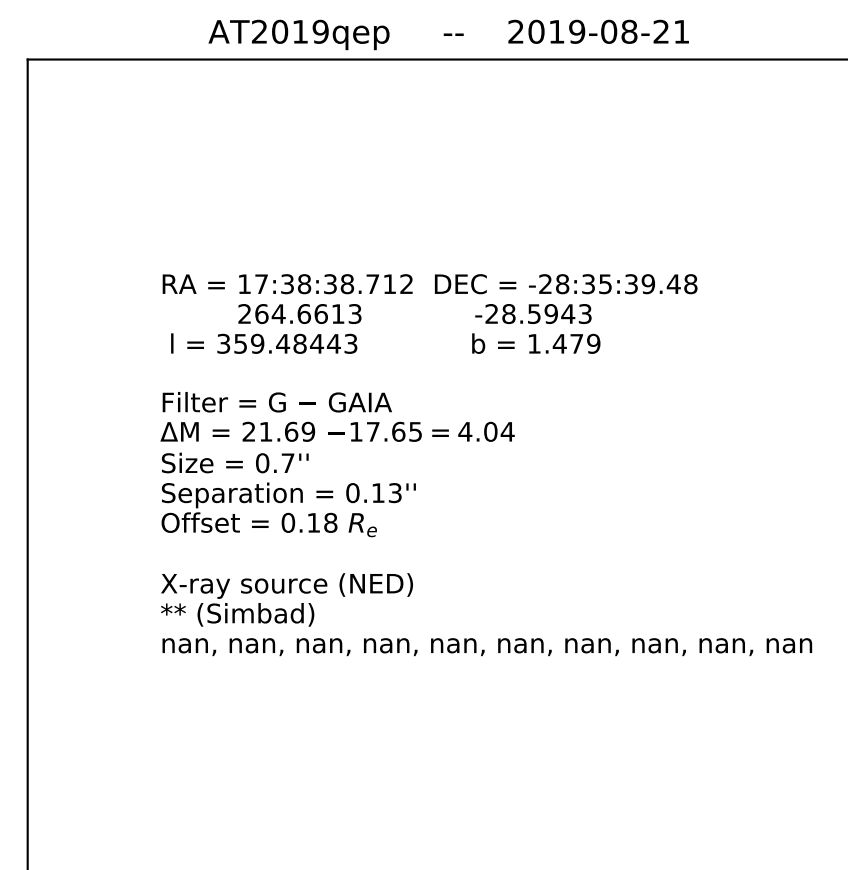 AT2019qep -- 2019-08-21
RA = 17:38:38.712 DEC = -28:35:39.48
264.6613 -28.5943
l = 359.48443 b = 1.479
Filter = G − GAIA
ΔM = 21.69 −17.65 = 4.04
Size = 0.7''
Separation = 0.13''
Offset = 0.18 Rₑ
X-ray source (NED)
** (Simbad)
nan, nan, nan, nan, nan, nan, nan, nan, nan, nan